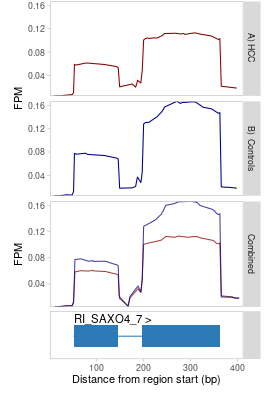 0.16
0.12
0.08
0.04
FPM
A) HCC
0.16
0.12
0.08
0.04
FPM
B) Controls
0.16
0.12
0.08
0.04
FPM
Combined
RI_SAXO4_7 >
100 200 300 400
Distance from region start (bp)